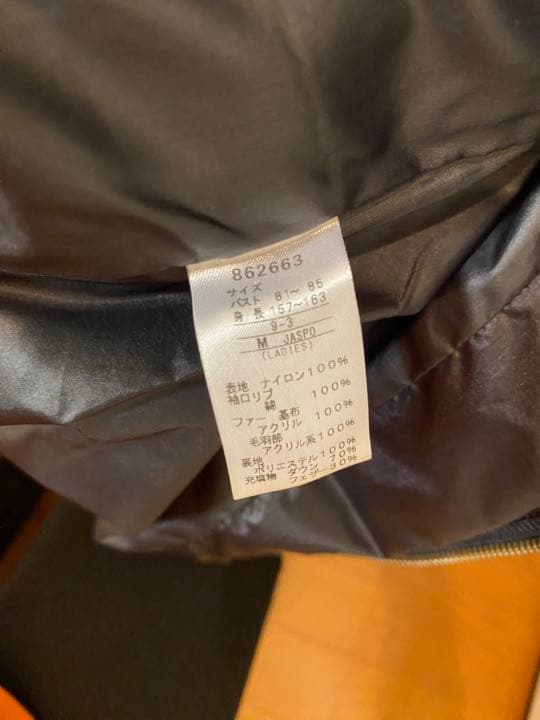 862663
サイズ
バスト 81～ 85
身 長 157～163
9-3
M JASPO
(LADIES)
表地 ナイロン100%
袖口リブ
綿 100%
ファー 基布
アクリル 100%
毛羽部
アクリル系100%
裏地
ポリエステル100%
充填物 ダウン 70%
フェザー30%